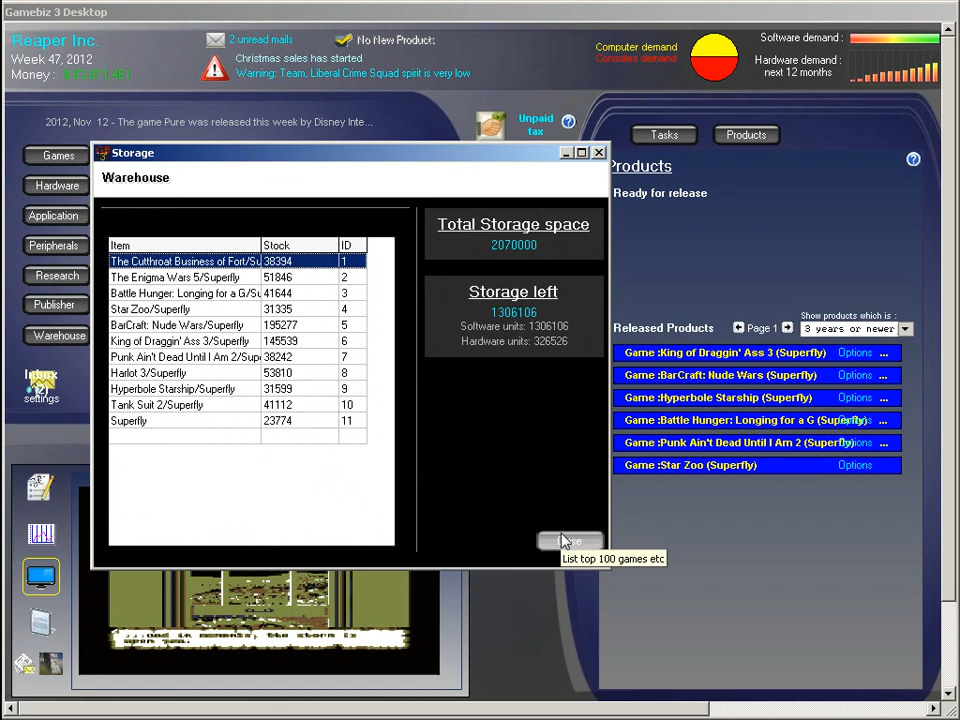 Gamebiz 3 Desktop
Reaper Inc.
Week 47, 2012
Money :
2 unread mails
No New Products
Christmas sales has started
Warning: Team, Liberal Crime Squad spirit is very low
Computer demand
Consoles demand
Software demand :
Hardware demand :
next 12 months
2012, Nov 12 - The game Pure was released this week by Disney Inte...
Unpaid
tax
Tasks
Products
Games
Hardware
Application
Peripherals
Research
Publisher
Warehouse
Inbox
(2)
settings
Storage
Warehouse
Item Stock ID
The Cutthroat Business of Fort/Su 38394 1
The Enigma Wars 5/Superfly 51846 2
Battle Hunger: Longing for a G/Su 41644 3
Star Zoo/Superfly 31335 4
BarCraft: Nude Wars/Superfly 195277 5
King of Draggin' Ass 3/Superfly 145539 6
Punk Ain't Dead Until I Am 2/Supe 38242 7
Harlot 3/Superfly 53810 8
Hyperbole Starship/Superfly 31599 9
Tank Suit 2/Superfly 41112 10
Superfly 23774 11
Total Storage space
2070000
Storage left
1306106
Software units: 1306106
Hardware units: 326526
Close
List top 100 games etc
Products
Ready for release
Released Products
Page 1
Show products which is :
3 years or newer
Game :King of Draggin' Ass 3 (Superfly) Options ...
Game :BarCraft: Nude Wars (Superfly) Options ...
Game :Hyperbole Starship (Superfly) Options ...
Game :Battle Hunger: Longing for a G (Superfly) Options ...
Game :Punk Ain't Dead Until I Am 2 (Superfly) Options ...
Game :Star Zoo (Superfly) Options